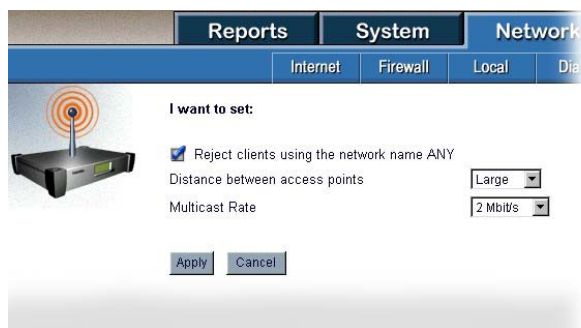 Reports System Network
Internet Firewall Local Dia
I want to set:
Reject clients using the network name ANY
Distance between access points Large
Multicast Rate 2 Mbit/s
Apply Cancel